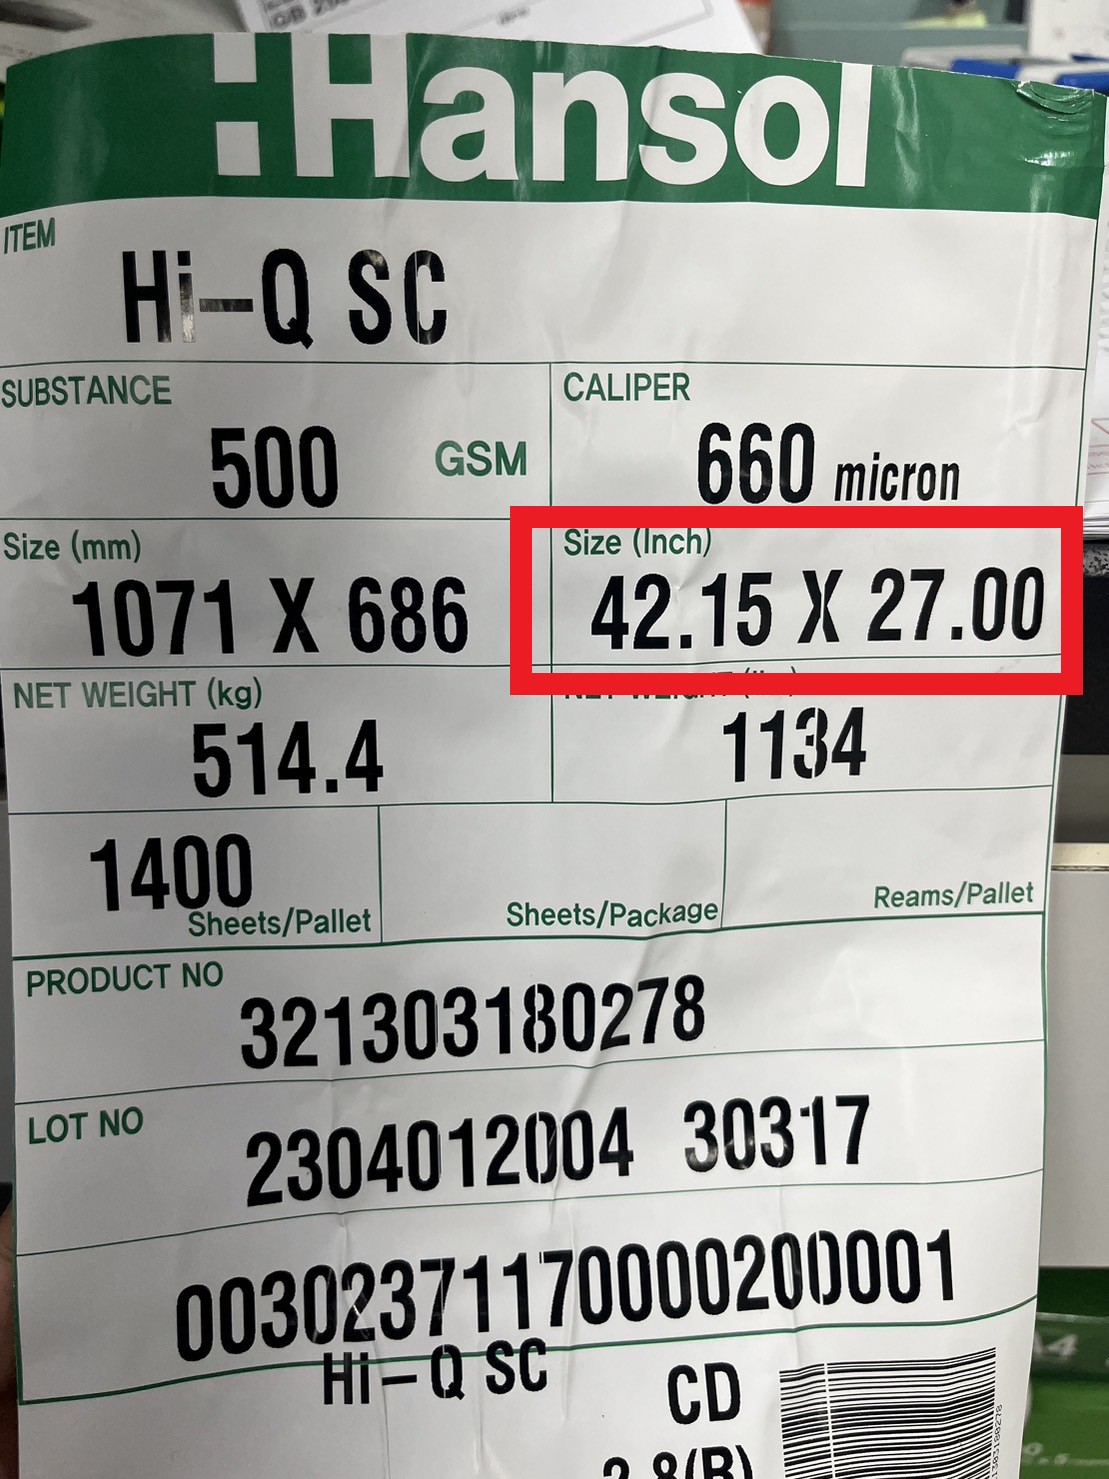 Hansol
ITEM
Hi-Q SC
SUBSTANCE
500 GSM
CALIPER
660 micron
Size (mm)
1071 X 686
Size (Inch)
42.15 X 27.00
NET WEIGHT (kg)
514.4
1134
1400
Sheets/Pallet
Sheets/Package
Reams/Pallet
PRODUCT NO
321303180278
LOT NO
2304012004 30317
00302371170000200001
Hi-Q SC
CD
A4